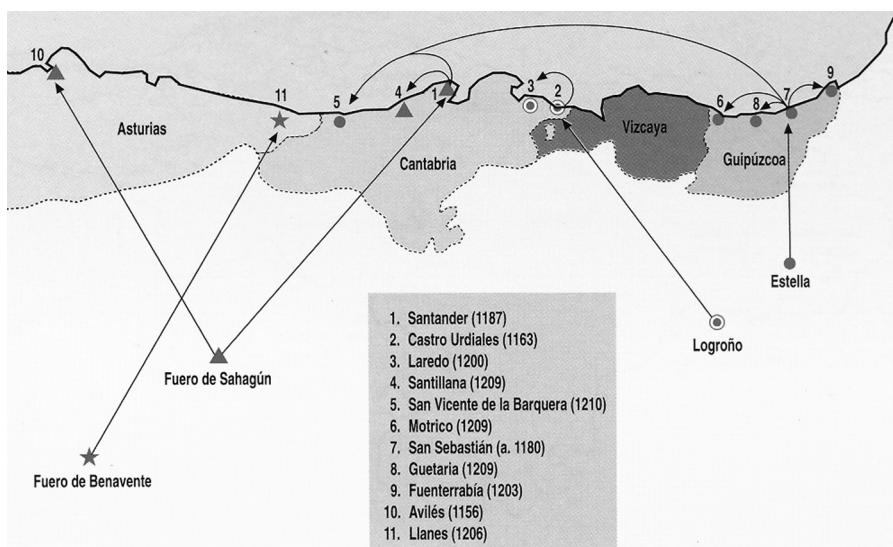 10
9
11
5
4
1
3
2
6
8
7
Asturias
Cantabria
Vizcaya
Guipúzcoa
Estella
Logroño
Fuero de Sahagún
Fuero de Benavente
1. Santander (1187)
2. Castro Urdiales (1163)
3. Laredo (1200)
4. Santillana (1209)
5. San Vicente de la Barquera (1210)
6. Motrico (1209)
7. San Sebastián (a. 1180)
8. Guetaria (1209)
9. Fuenterrabía (1203)
10. Avilés (1156)
11. Llanes (1206)